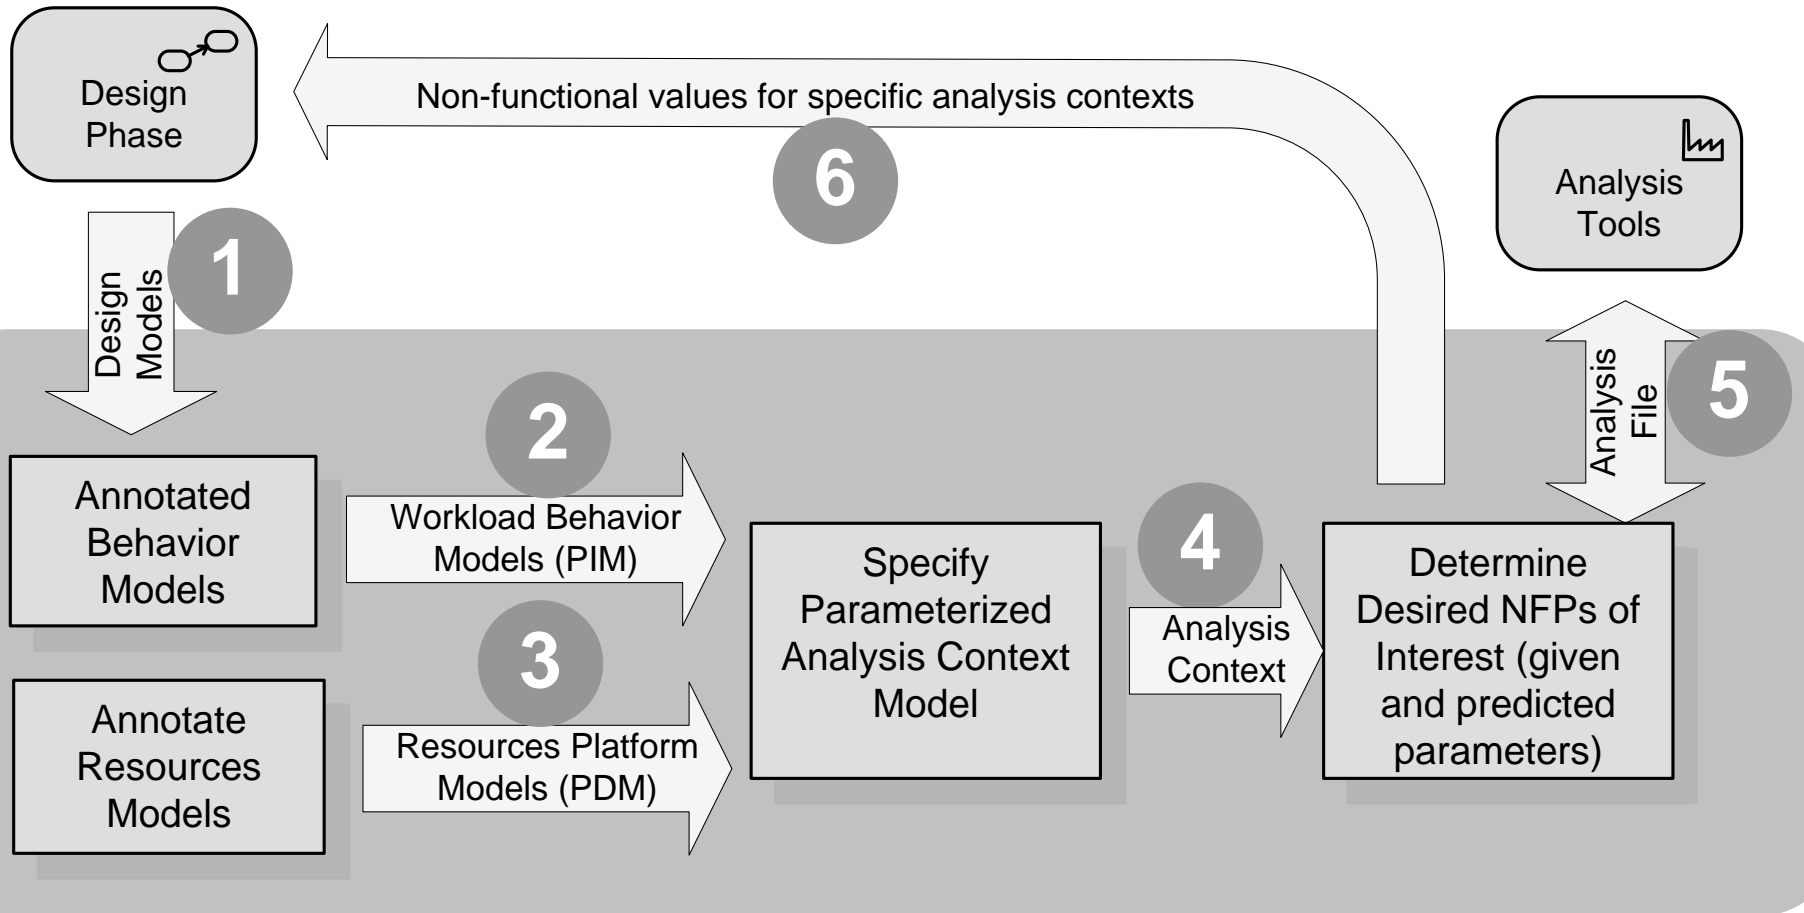 Design
Phase
Non-functional values for specific analysis contexts
6
Analysis
Tools
1
Design
Models
5
Analysis
File
2
Annotated
Behavior
Models
Workload Behavior
Models (PIM)
4
Specify
Parameterized
Analysis Context
Model
Analysis
Context
Determine
Desired NFPs of
Interest (given
and predicted
parameters)
3
Annotate
Resources
Models
Resources Platform
Models (PDM)